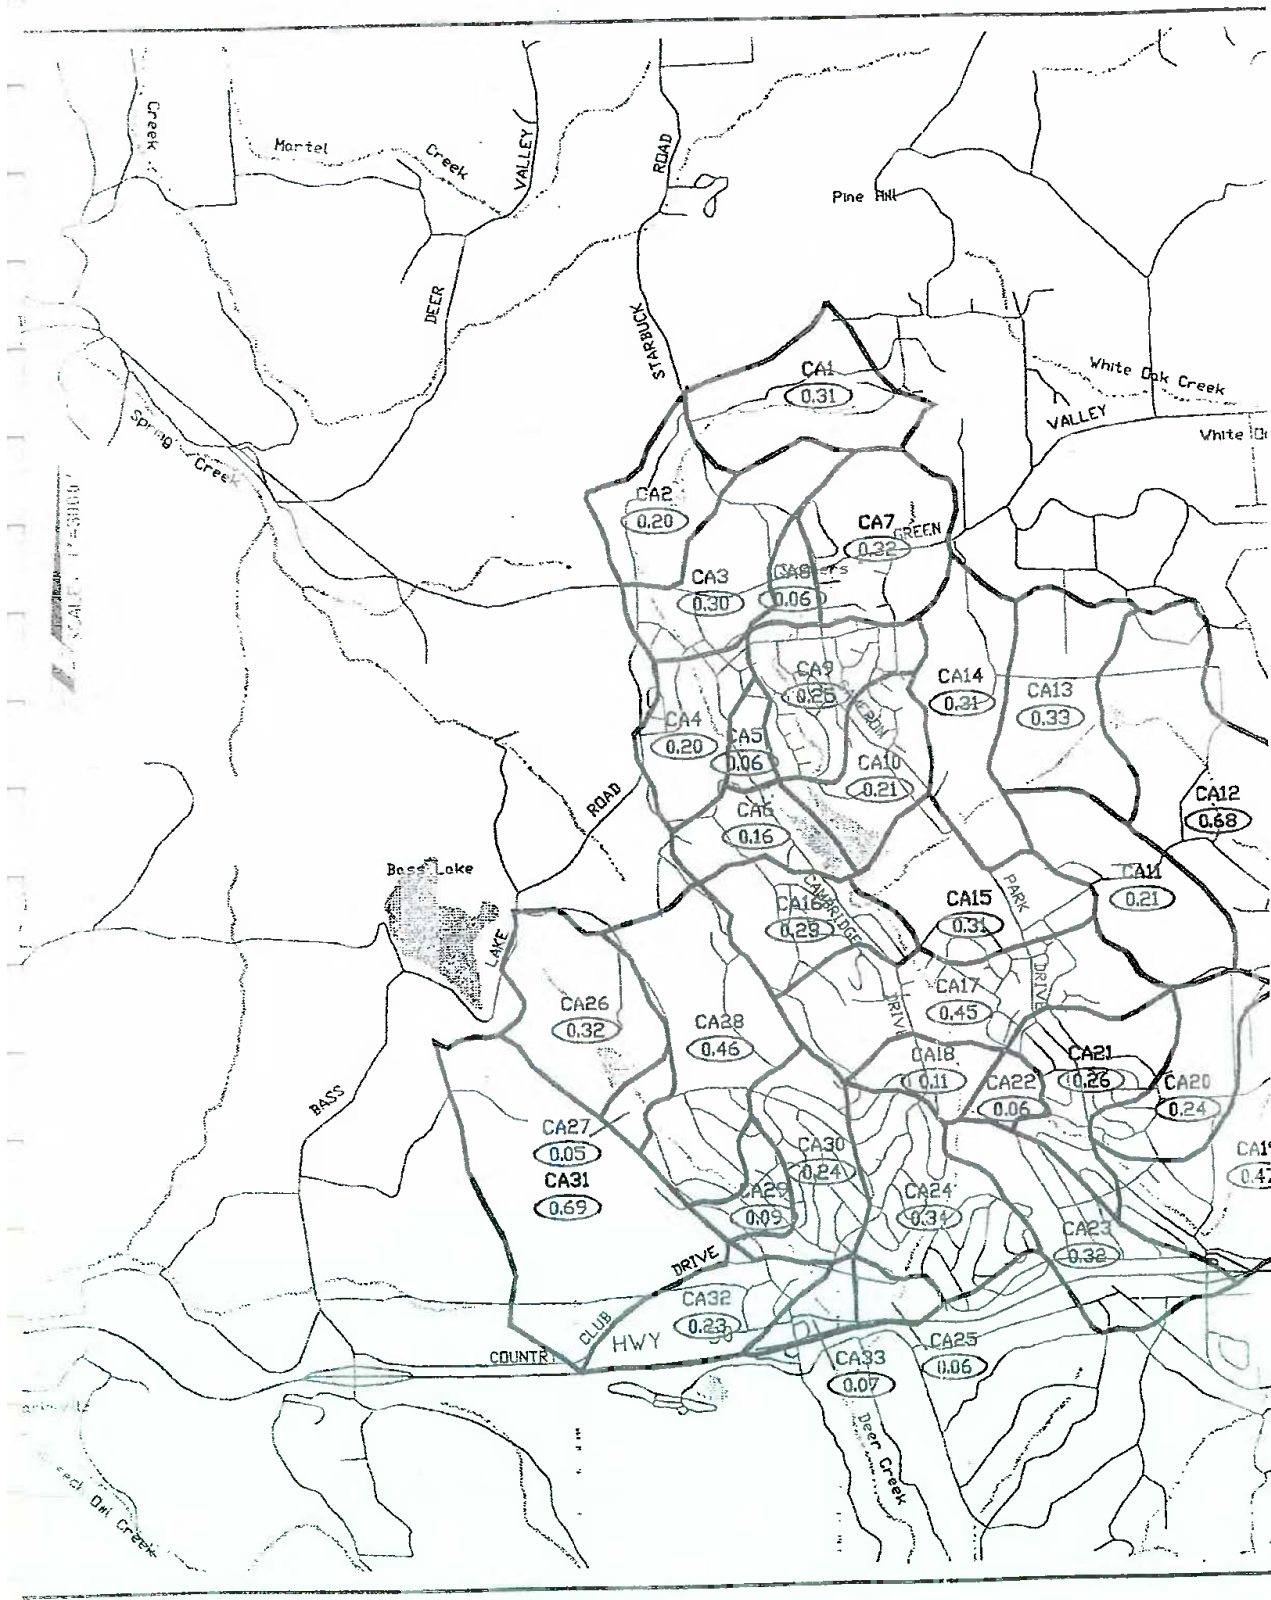 Creek
Martel
Creek
VALLEY
ROAD
Pine Hill
DEER
STARBUCK
White Oak Creek
VALLEY
Spring
Creek
CA1
0.31
CA2
0.20
CA7
0.32
GREEN
CA3
0.30
CA8
0.06
CA9
0.25
CA14
0.31
CA13
0.33
CA4
0.20
CA5
0.06
CA10
0.21
CAMERON
CA12
0.68
ROAD
CA6
0.16
Bass Lake
LAKE
CA11
0.21
PARK
CA15
0.31
CA16
0.29
CAMBRIDGE
CA17
0.45
DRIVE
DRIVE
CA26
0.32
CA28
0.46
CA18
0.11
CA22
0.06
CA21
0.26
CA20
0.24
BASS
CA27
0.05
CA31
0.69
CA30
0.24
CA29
0.09
CA24
0.34
CA23
0.32
DRIVE
CA32
0.23
CLUB
HWY
50
COUNTRY
CA33
0.07
CA25
0.06
Deer Creek
Creek